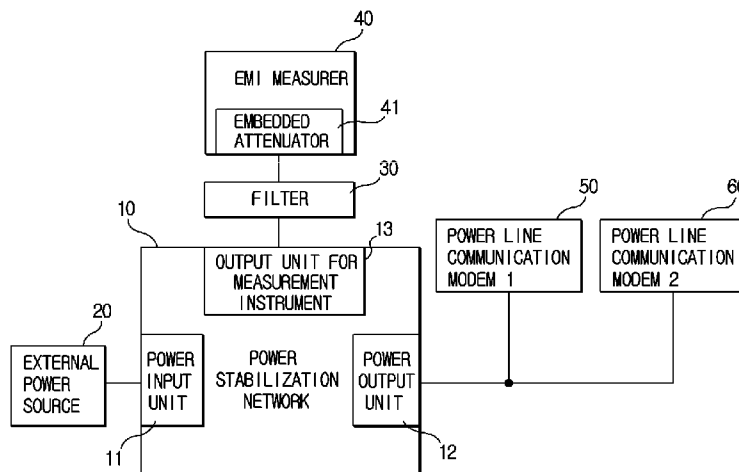 40
EMI MEASURER
41
EMBEDDED
ATTENUATOR
30
FILTER
50
60
10
13
OUTPUT UNIT FOR
MEASUREMENT
INSTRUMENT
POWER LINE
COMMUNICATION
MODEM 1
POWER LINE
COMMUNICATION
MODEM 2
20
EXTERNAL
POWER
SOURCE
POWER
INPUT
UNIT
POWER
STABILIZATION
NETWORK
POWER
OUTPUT
UNIT
11
12